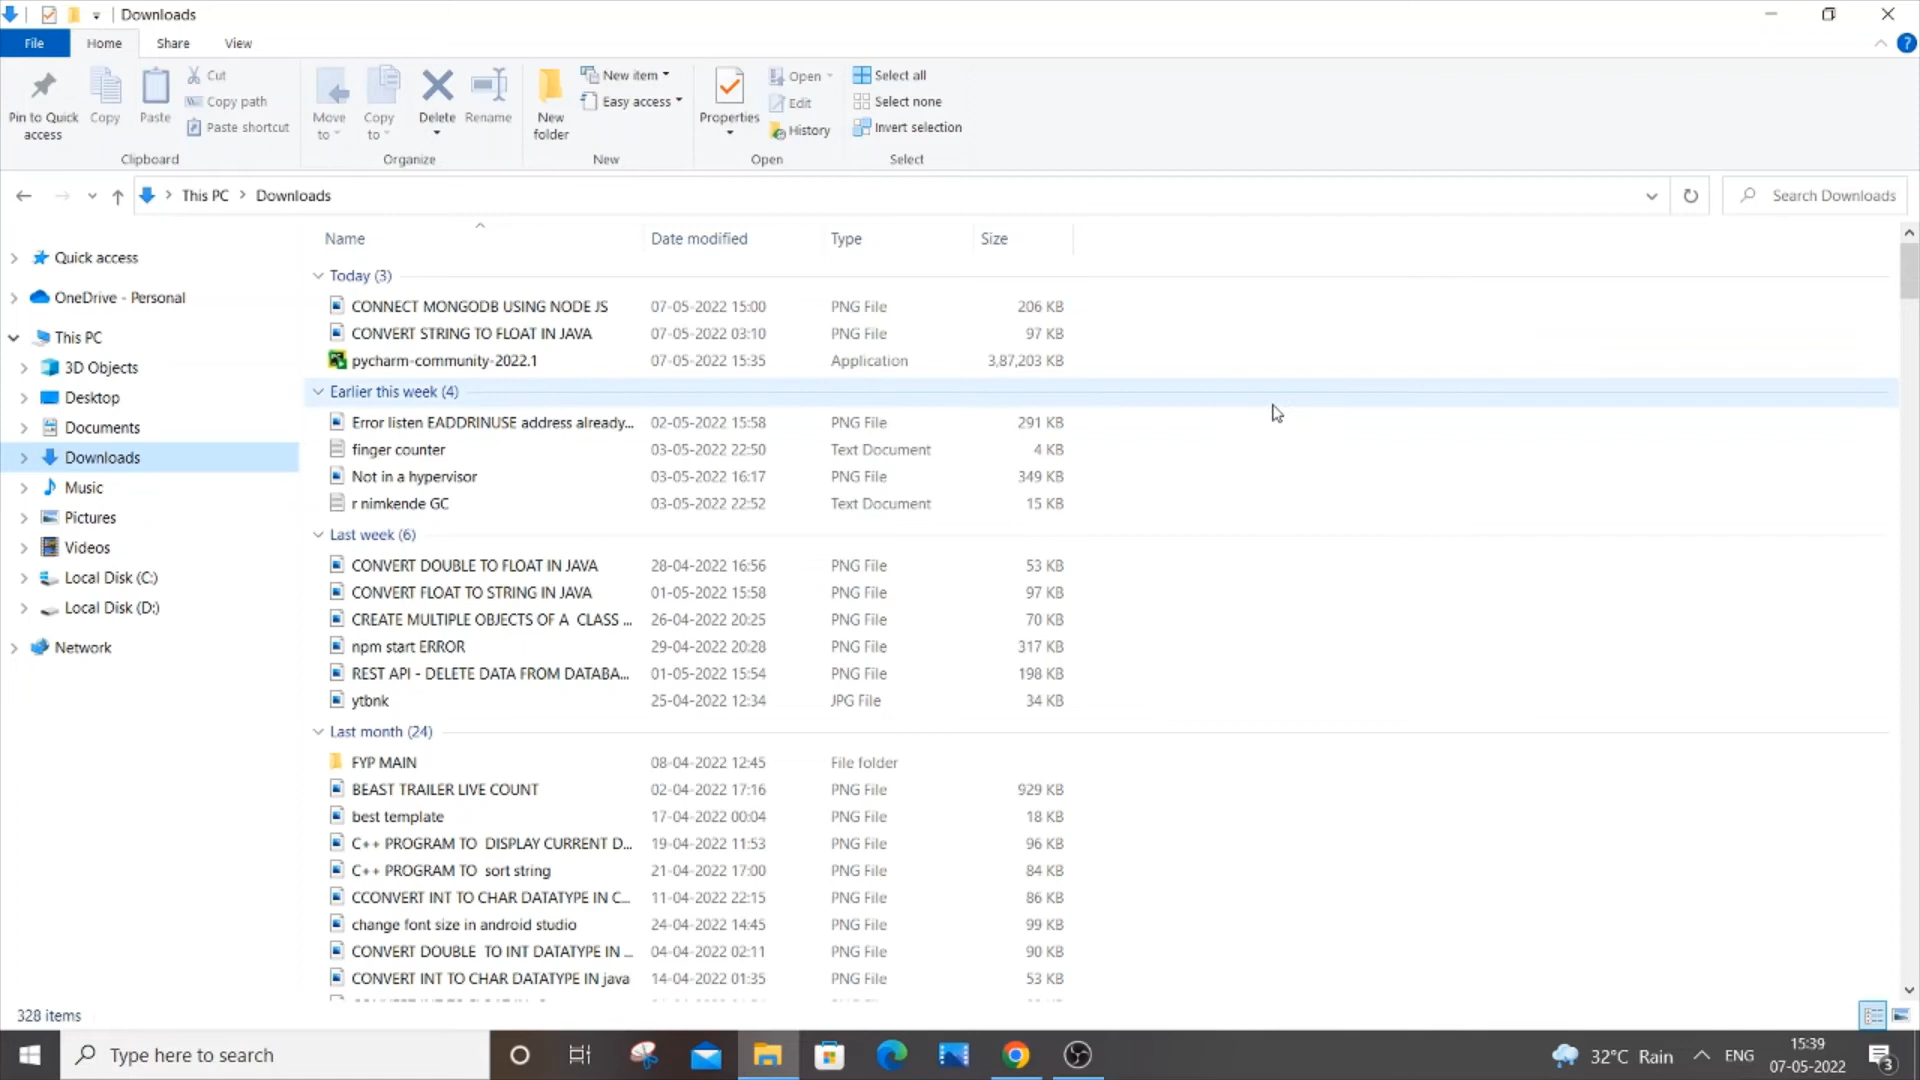 Downloads
File Home Share View
Pin to Quick access
Copy
Paste
Cut
Copy path
Paste shortcut
Clipboard
Move to
Copy to
Delete
Rename
Organize
New folder
New item
Easy access
New
Properties
Open
Edit
History
Open
Select all
Select none
Invert selection
Select
This PC > Downloads
Search Downloads
Quick access
OneDrive - Personal
This PC
3D Objects
Desktop
Documents
Downloads
Music
Pictures
Videos
Local Disk (C:)
Local Disk (D:)
Network
Name Date modified Type Size
Today (3)
CONNECT MONGODB USING NODE JS 07-05-2022 15:00 PNG File 206 KB
CONVERT STRING TO FLOAT IN JAVA 07-05-2022 03:10 PNG File 97 KB
pycharm-community-2022.1 07-05-2022 15:35 Application 3,87,203 KB
Earlier this week (4)
Error listen EADDRINUSE address already... 02-05-2022 15:58 PNG File 291 KB
finger counter 03-05-2022 22:50 Text Document 4 KB
Not in a hypervisor 03-05-2022 16:17 PNG File 349 KB
r nimkende GC 03-05-2022 22:52 Text Document 15 KB
Last week (6)
CONVERT DOUBLE TO FLOAT IN JAVA 28-04-2022 16:56 PNG File 53 KB
CONVERT FLOAT TO STRING IN JAVA 01-05-2022 15:58 PNG File 97 KB
CREATE MULTIPLE OBJECTS OF A CLASS ... 26-04-2022 20:25 PNG File 70 KB
npm start ERROR 29-04-2022 20:28 PNG File 317 KB
REST API - DELETE DATA FROM DATABA... 01-05-2022 15:54 PNG File 198 KB
ytbnk 25-04-2022 12:34 JPG File 34 KB
Last month (24)
FYP MAIN 08-04-2022 12:45 File folder
BEAST TRAILER LIVE COUNT 02-04-2022 17:16 PNG File 929 KB
best template 17-04-2022 00:04 PNG File 18 KB
C++ PROGRAM TO DISPLAY CURRENT D... 19-04-2022 11:53 PNG File 96 KB
C++ PROGRAM TO sort string 21-04-2022 17:00 PNG File 84 KB
CCONVERT INT TO CHAR DATATYPE IN C... 11-04-2022 22:15 PNG File 86 KB
change font size in android studio 24-04-2022 14:45 PNG File 99 KB
CONVERT DOUBLE TO INT DATATYPE IN ... 04-04-2022 02:11 PNG File 90 KB
CONVERT INT TO CHAR DATATYPE IN java 14-04-2022 01:35 PNG File 53 KB
328 items
Type here to search
32°C Rain
ENG
15:39
07-05-2022
3